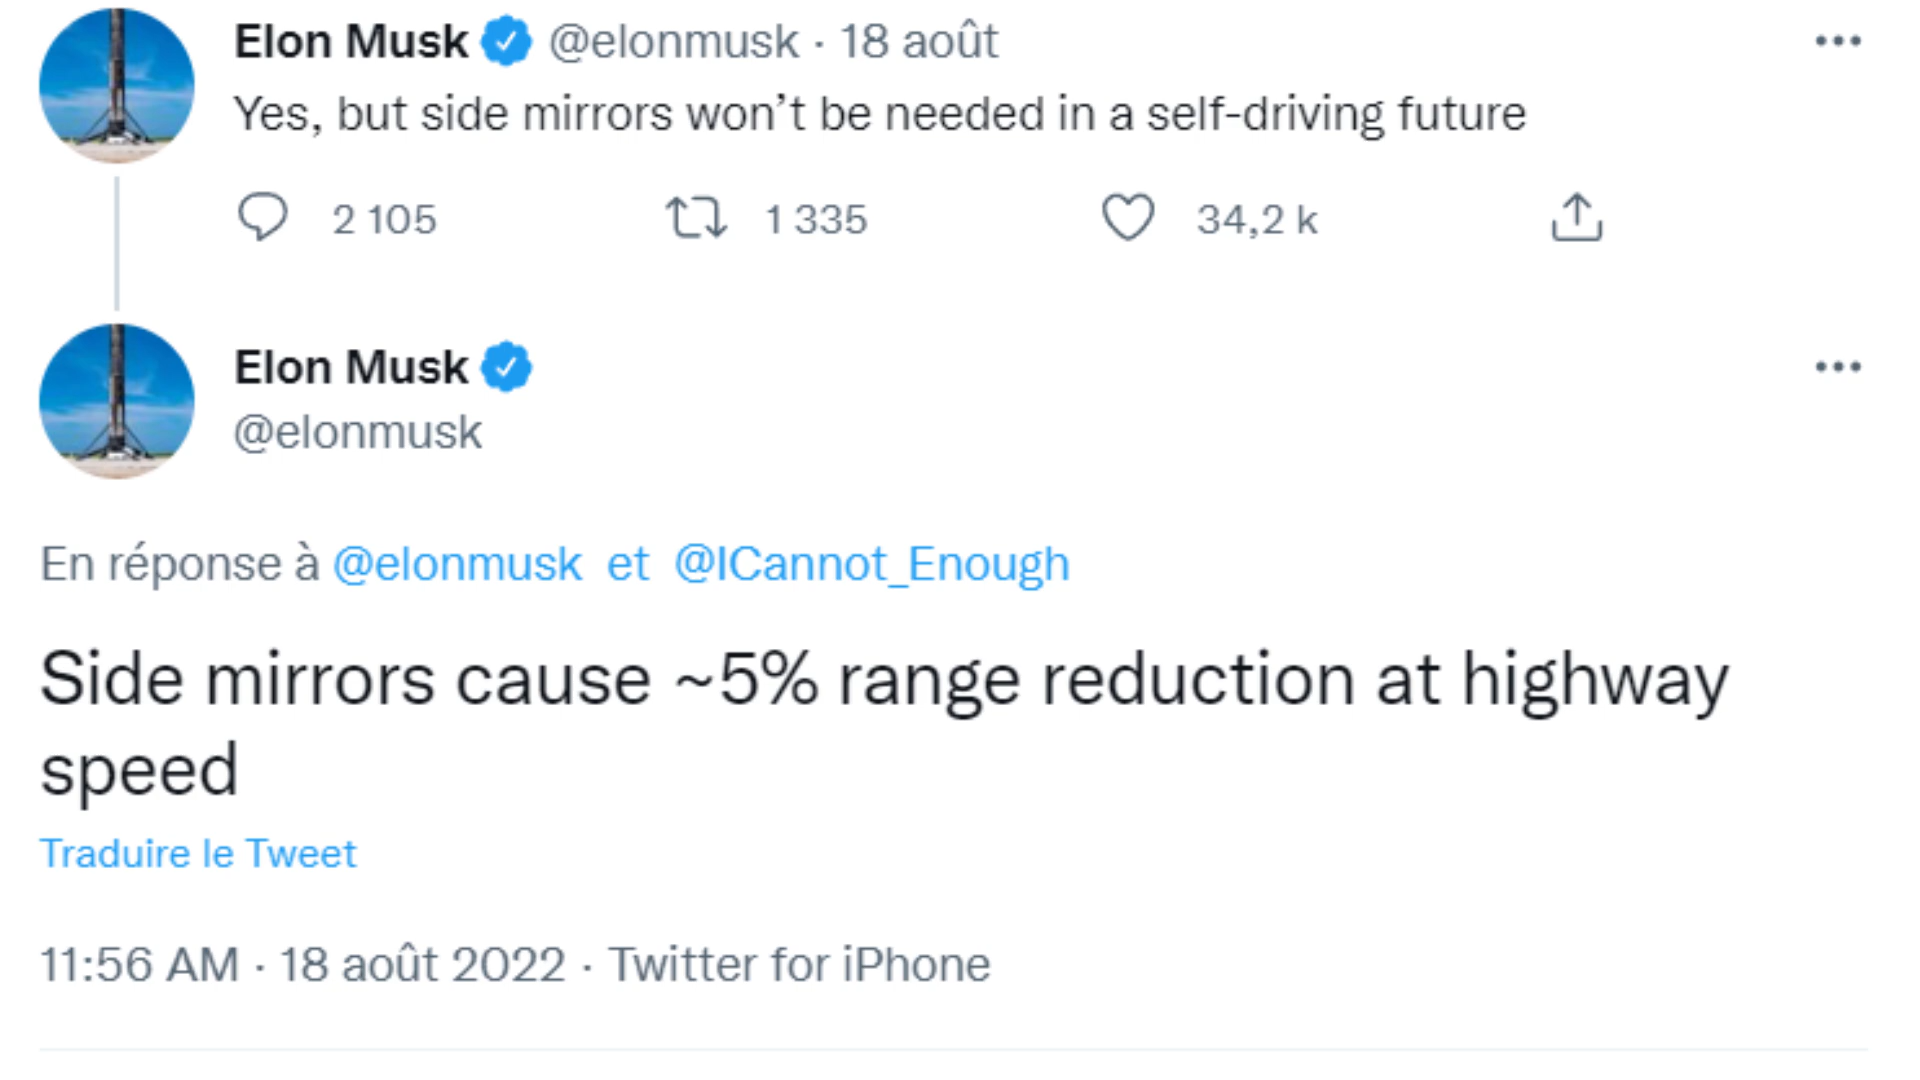 Elon Musk @elonmusk · 18 août
Yes, but side mirrors won’t be needed in a self-driving future
2 105 1 335 34,2 k
Elon Musk
@elonmusk
En réponse à @elonmusk et @ICannot_Enough
Side mirrors cause ~5% range reduction at highway
speed
Traduire le Tweet
11:56 AM · 18 août 2022 · Twitter for iPhone